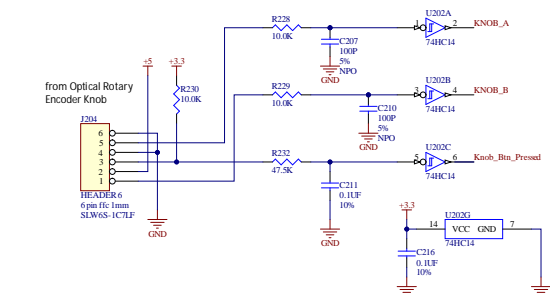 U202A
R228
1
2
KNOB_A
10.0K
C207
74HC14
100P
5%
NPO
GND
+5
+3.3
from Optical Rotary
Encoder Knob
R230
10.0K
R229
10.0K
U202B
3
4
KNOB_B
74HC14
C210
100P
5%
NPO
GND
J204
6
5
4
3
2
1
HEADER 6
6 pin ffc 1mm
SLW6S-1C7LF
GND
R232
47.5K
U202C
5
6
Knob_Btn_Pressed
74HC14
C211
0.1UF
10%
GND
+3.3
U202G
14
VCC
GND
7
74HC14
C216
0.1UF
10%